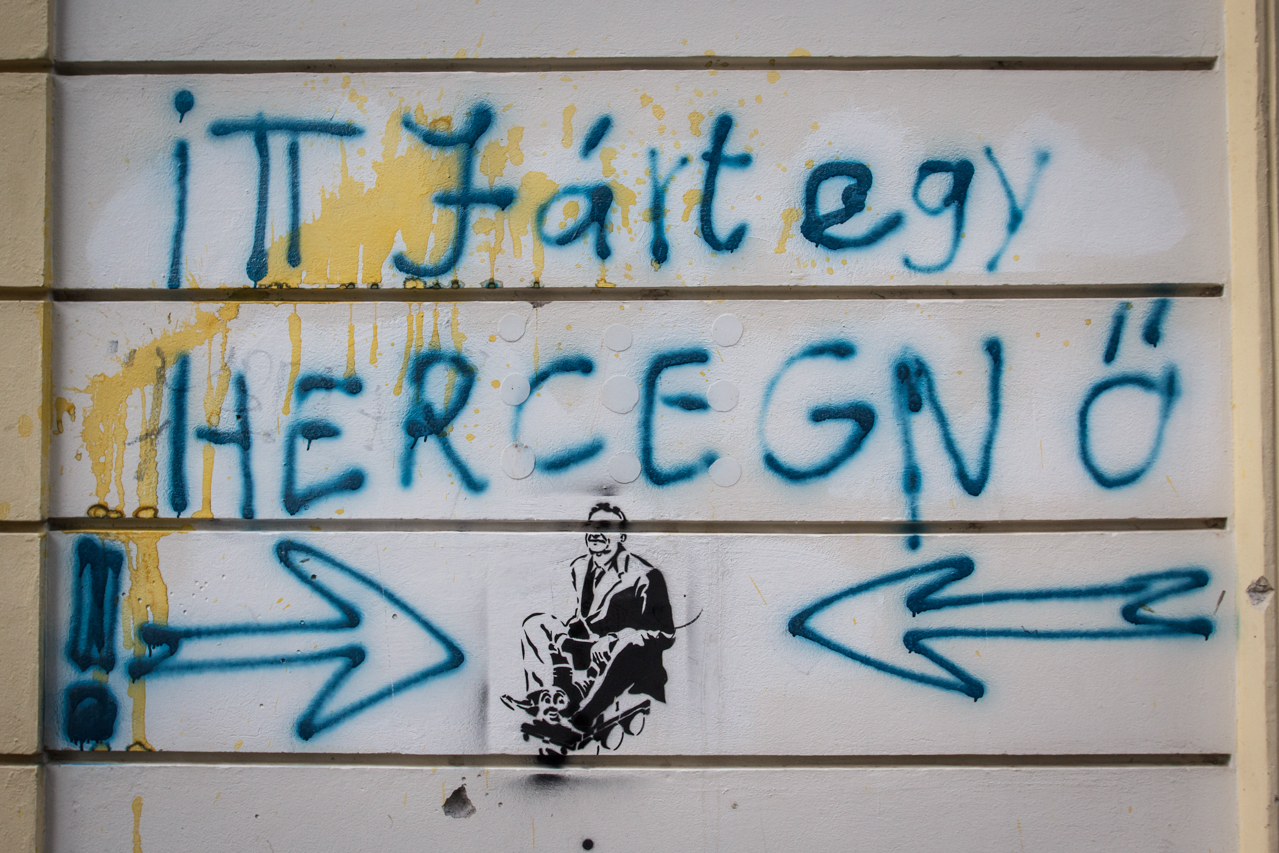 iTT Járt egy
HERCEGNŐ
!